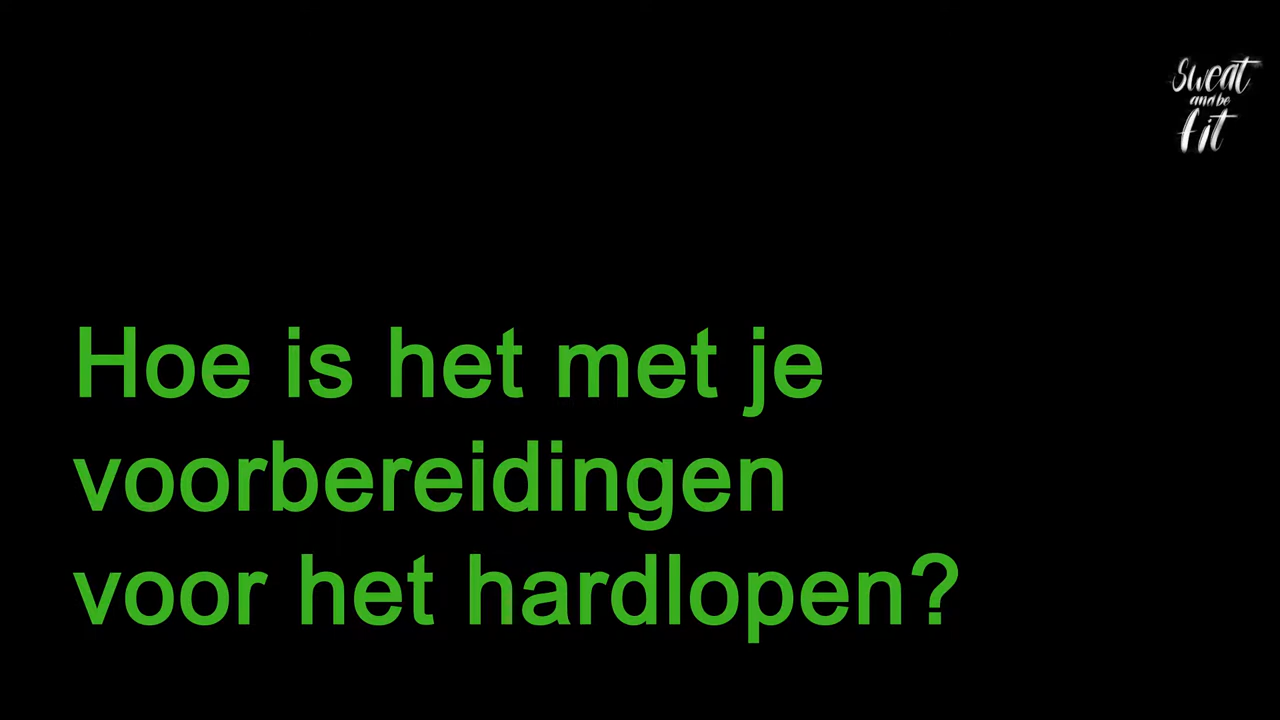 Sweat
and be
fit
Hoe is het met je
voorbereidingen
voor het hardlopen?